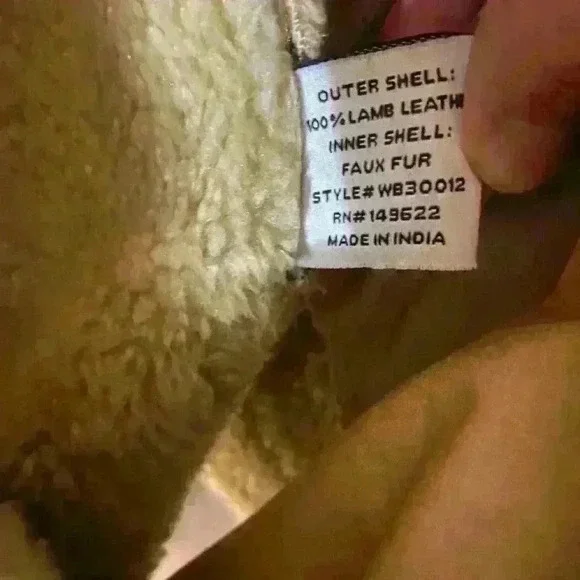 OUTER SHELL:
100% LAMB LEATH
INNER SHELL:
FAUX FUR
STYLE# WB30012
RN# 149622
MADE IN INDIA